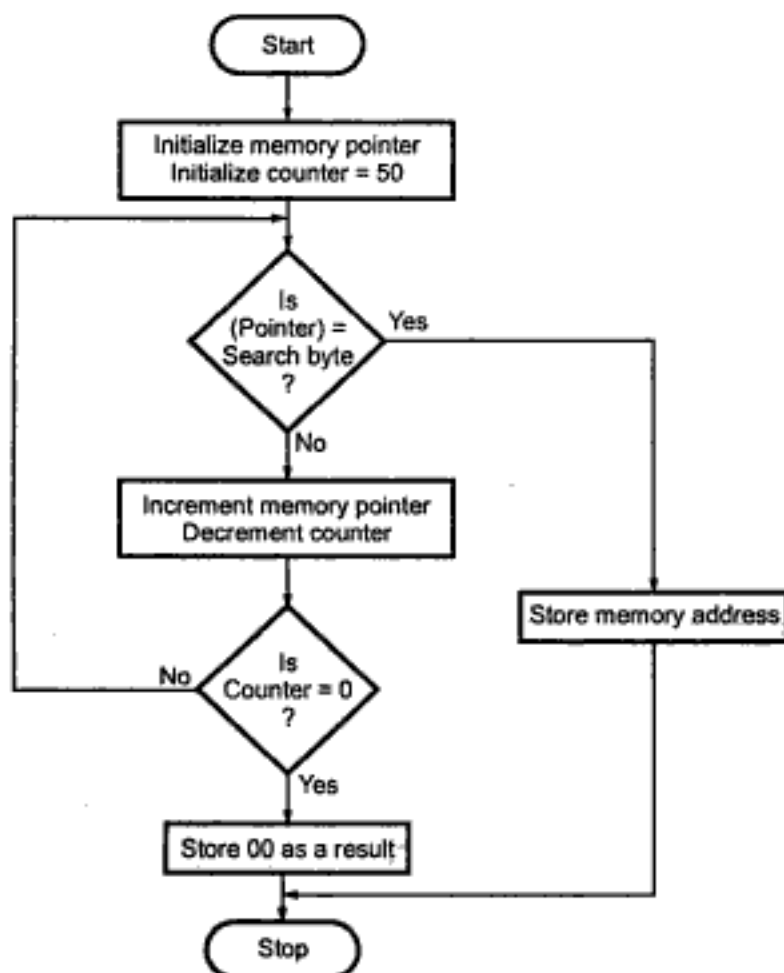 Start
Initialize memory pointer
Initialize counter = 50
Is
(Pointer) =
Search byte
?
Yes
No
Increment memory pointer
Decrement counter
Store memory address
Is
Counter = 0
?
No
Yes
Store 00 as a result
Stop